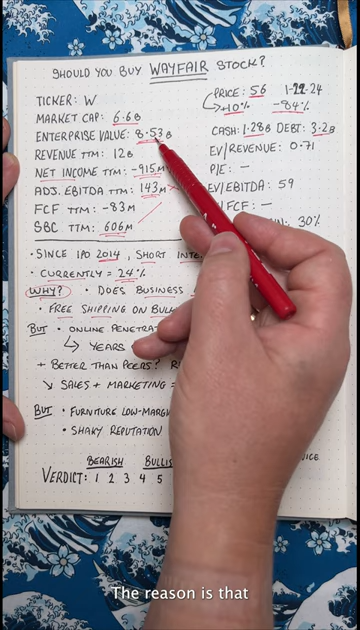 SHOULD YOU BUY WAYFAIR STOCK?
TICKER: W
PRICE: 56 1-22-24
MARKET CAP: 6.6B
+10% -84%
ENTERPRISE VALUE: 8.53B
CASH: 1.28B DEBT: 3.2B
REVENUE TTM: 12B
EV/REVENUE: 0.71
NET INCOME TTM: -915M
P/E: —
ADJ. EBITDA TTM: 143M
EV/EBITDA: 59
FCF TTM: -83M
/FCF: —
SBC TTM: 606M
30%
• SINCE IPO 2014, SHORT INTE
• CURRENTLY = 24%
WHY? • DOES BUSINESS
• FREE SHIPPING ON BULK
BUT • ONLINE PENETRA
↳ YEARS
+ BETTER THAN PEERS? R
↘ SALES + MARKETING =
BUT • FURNITURE LOW-MARG
• SHAKY REPUTATION
VICE
BEARISH BULLIS
VERDICT: 1 2 3 4 5
The reason is that